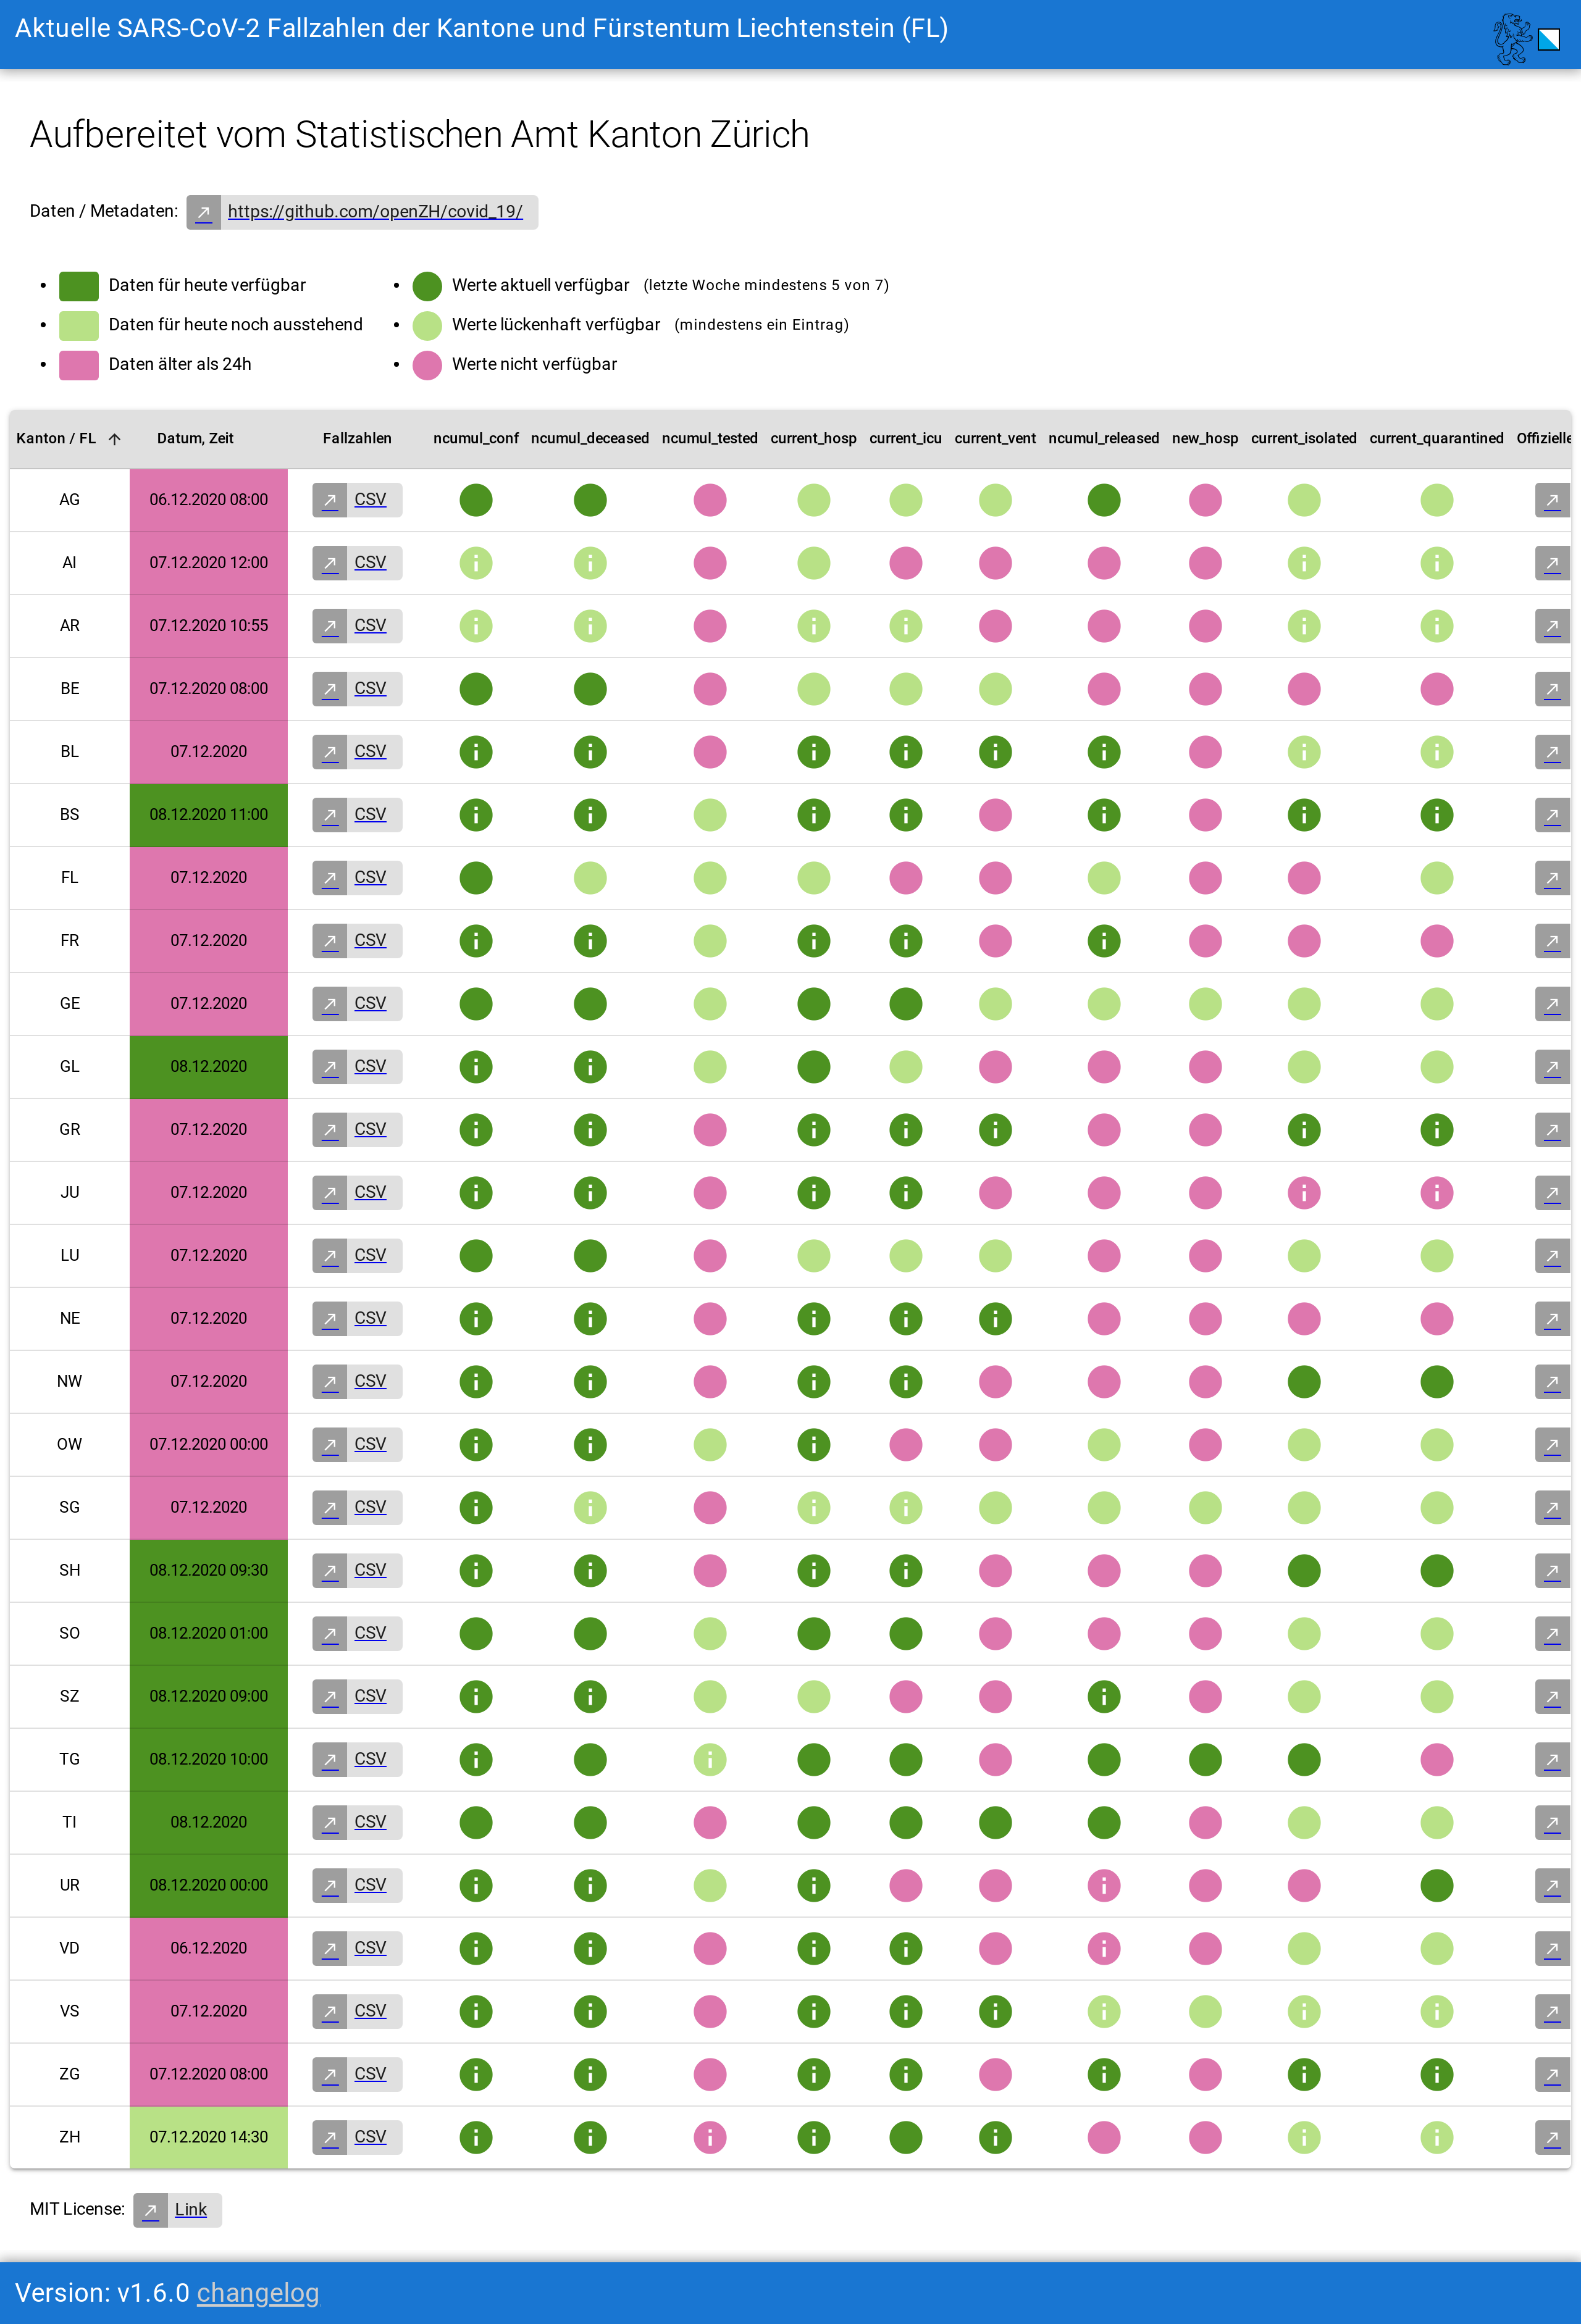 Aktuelle SARS-CoV-2 Fallzahlen der Kantone und Fürstentum Liechtenstein (FL)
Aufbereitet vom Statistischen Amt Kanton Zürich
Daten / Metadaten: https://github.com/openZH/covid_19/
Daten für heute verfügbar
Daten für heute noch ausstehend
Daten älter als 24h
Werte aktuell verfügbar (letzte Woche mindestens 5 von 7)
Werte lückenhaft verfügbar (mindestens ein Eintrag)
Werte nicht verfügbar
Kanton / FL Datum, Zeit Fallzahlen ncumul_conf ncumul_deceased ncumul_tested current_hosp current_icu current_vent ncumul_released new_hosp current_isolated current_quarantined Offizielle
AG 06.12.2020 08:00 CSV
AI 07.12.2020 12:00 CSV
AR 07.12.2020 10:55 CSV
BE 07.12.2020 08:00 CSV
BL 07.12.2020 CSV
BS 08.12.2020 11:00 CSV
FL 07.12.2020 CSV
FR 07.12.2020 CSV
GE 07.12.2020 CSV
GL 08.12.2020 CSV
GR 07.12.2020 CSV
JU 07.12.2020 CSV
LU 07.12.2020 CSV
NE 07.12.2020 CSV
NW 07.12.2020 CSV
OW 07.12.2020 00:00 CSV
SG 07.12.2020 CSV
SH 08.12.2020 09:30 CSV
SO 08.12.2020 01:00 CSV
SZ 08.12.2020 09:00 CSV
TG 08.12.2020 10:00 CSV
TI 08.12.2020 CSV
UR 08.12.2020 00:00 CSV
VD 06.12.2020 CSV
VS 07.12.2020 CSV
ZG 07.12.2020 08:00 CSV
ZH 07.12.2020 14:30 CSV
MIT License: Link
Version: v1.6.0 changelog